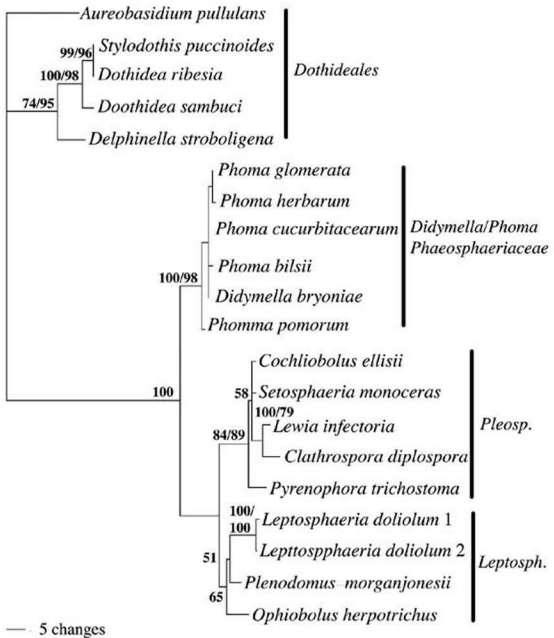 Aureobasidium pullulans
99/96
Stylodothis puccinoides
Dothidea ribesia
Dothideales
100/98
74/95
Doothidea sambuci
Delphinella stroboligena
Phoma glomerata
Phoma herbarum
Phoma cucurbitacearum
Didymella/Phoma
Phaeosphaeriaceae
Phoma bilsii
100/98
Didymella bryoniae
Phomma pomorum
Cochliobolus ellisii
100
58
Setosphaeria monoceras
100/79
Lewia infectoria
Pleosp.
84/89
Clathrospora diplospora
Pyrenophora trichostoma
100/
100
Leptosphaeria doliolum 1
Lepttospphaeria doliolum 2
Leptosph.
51
Plenodomus morganjonesii
65
Ophiobolus herpotrichus
5 changes